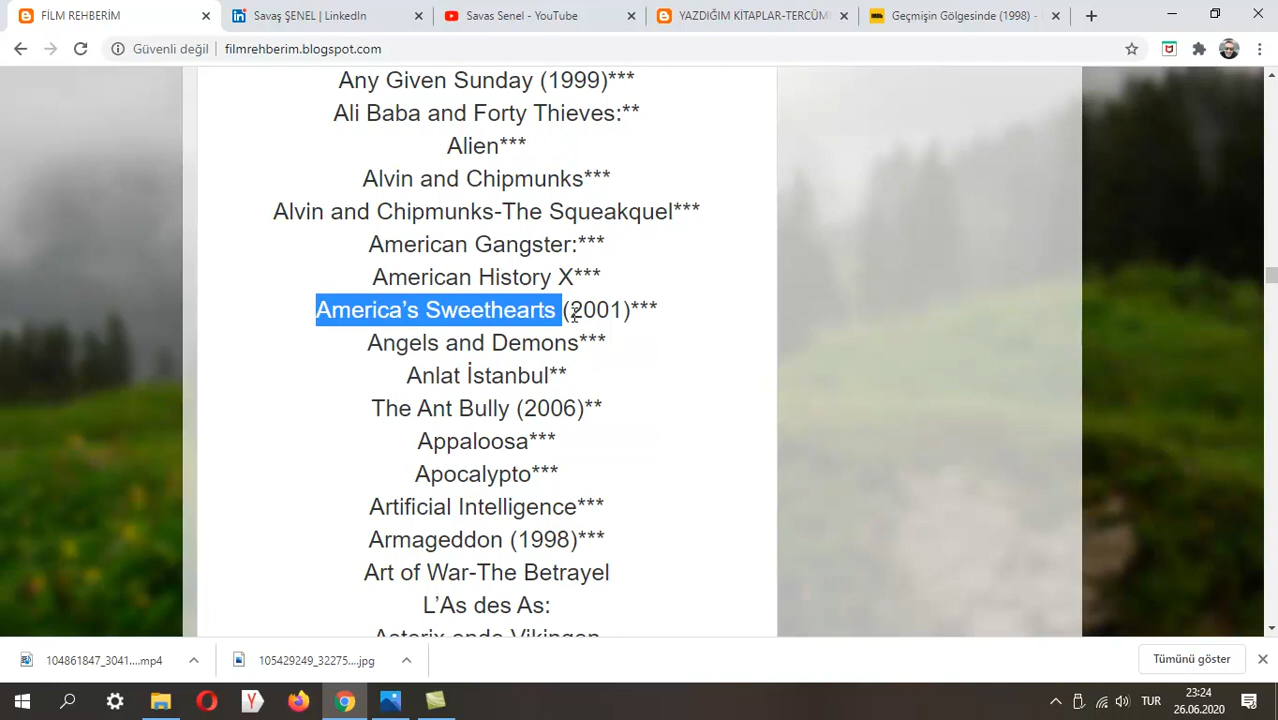 FİLM REHBERİM
Savaş ŞENEL | LinkedIn
Savas Senel - YouTube
YAZDIĞIM KİTAPLAR-TERCÜM
Geçmişin Gölgesinde (1998) -
Güvenli değil
filmrehberim.blogspot.com
Any Given Sunday (1999)***
Ali Baba and Forty Thieves:**
Alien***
Alvin and Chipmunks***
Alvin and Chipmunks-The Squeakquel***
American Gangster:***
American History X***
America’s Sweethearts (2001)***
Angels and Demons***
Anlat İstanbul**
The Ant Bully (2006)**
Appaloosa***
Apocalypto***
Artificial Intelligence***
Armageddon (1998)***
Art of War-The Betrayel
L’As des As:
104861847_3041....mp4
105429249_32275....jpg
Tümünü göster
TUR
23:24
26.06.2020